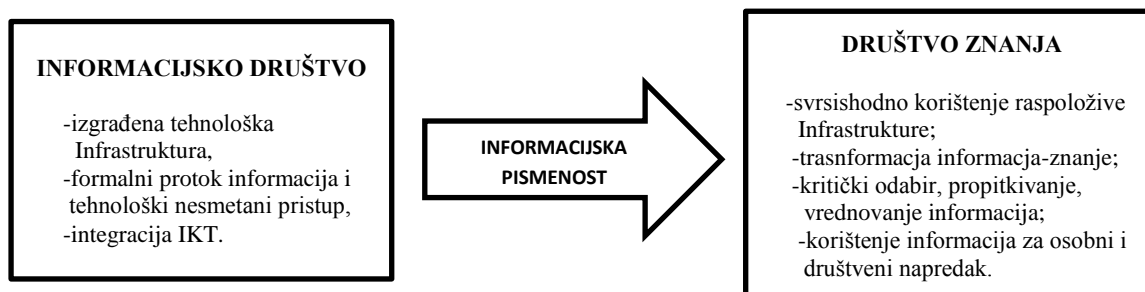 INFORMACIJSKO DRUŠTVO
-izgrađena tehnološka
Infrastruktura,
-formalni protok informacija i
tehnološki nesmetani pristup,
-integracija IKT.
INFORMACIJSKA
PISMENOST
DRUŠTVO ZNANJA
-svrsishodno korištenje raspoložive
Infrastrukture;
-trasnformacja informacja-znanje;
-kritički odabir, propitkivanje,
vrednovanje informacija;
-korištenje informacija za osobni i
društveni napredak.